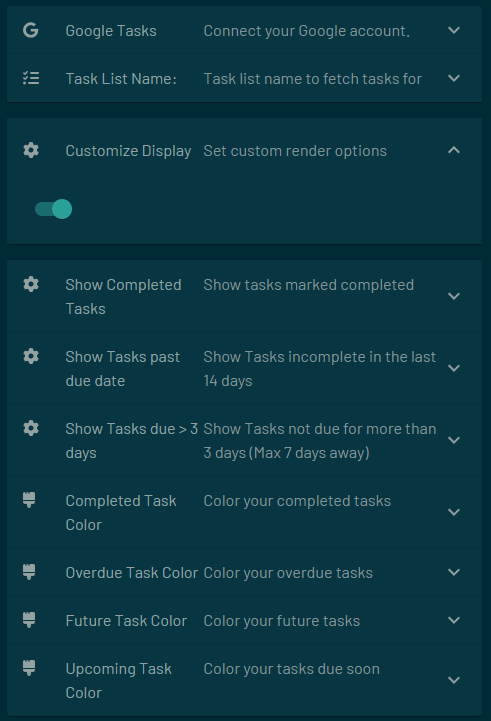 Google Tasks Connect your Google account.
Task List Name: Task list name to fetch tasks for
Customize Display Set custom render options
Show Completed Show tasks marked completed
Tasks
Show Tasks past Show Tasks incomplete in the last
due date 14 days
Show Tasks due > 3 Show Tasks not due for more than
days 3 days (Max 7 days away)
Completed Task Color your completed tasks
Color
Overdue Task Color Color your overdue tasks
Future Task Color Color your future tasks
Upcoming Task Color your tasks due soon
Color